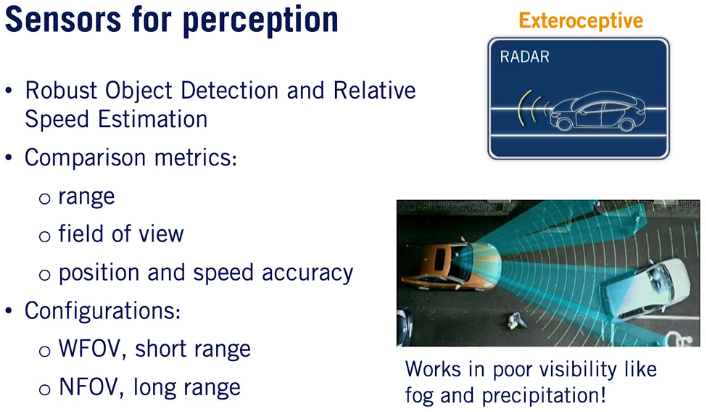 Sensors for perception
Exteroceptive
RADAR
• Robust Object Detection and Relative
Speed Estimation
• Comparison metrics:
o range
o field of view
o position and speed accuracy
• Configurations:
o WFOV, short range
o NFOV, long range
Works in poor visibility like
fog and precipitation!